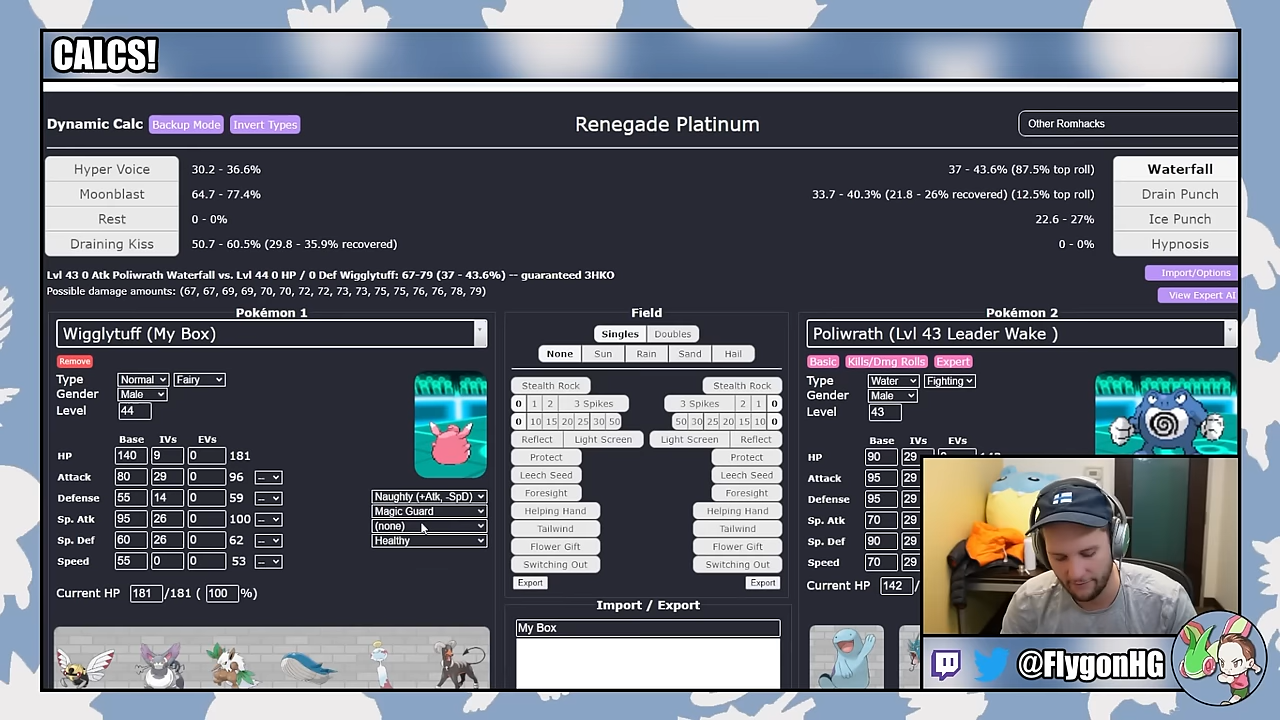 CALCS!
Dynamic Calc Backup Mode Invert Types Renegade Platinum Other Romhacks
Hyper Voice 30.2 - 36.6% 37 - 43.6% (87.5% top roll) Waterfall
Moonblast 64.7 - 77.4% 33.7 - 40.3% (21.8 - 26% recovered) (12.5% top roll) Drain Punch
Rest 0 - 0% 22.6 - 27% Ice Punch
Draining Kiss 50.7 - 60.5% (29.8 - 35.9% recovered) 0 - 0% Hypnosis
Lvl 43 0 Atk Poliwrath Waterfall vs. Lvl 44 0 HP / 0 Def Wigglytuff: 67-79 (37 - 43.6%) -- guaranteed 3HKO
Import/Options
Possible damage amounts: (67, 67, 69, 69, 70, 70, 72, 72, 73, 73, 75, 75, 76, 76, 78, 79)
View Expert AI
Pokémon 1
Wigglytuff (My Box)
Remove
Type Normal Fairy
Gender Male
Level 44
Base IVs EVs
HP 140 9 0 181
Attack 80 29 0 96 --
Defense 55 14 0 59 --
Sp. Atk 95 26 0 100 --
Sp. Def 60 26 0 62 --
Speed 55 0 0 53 --
Naughty (+Atk, -SpD)
Magic Guard
(none)
Healthy
Current HP 181 /181 ( 100 %)
Field
Singles Doubles
None Sun Rain Sand Hail
Stealth Rock Stealth Rock
0 1 2 3 Spikes 3 Spikes 2 1 0
0 10 15 20 25 30 50 50 30 25 20 15 10 0
Reflect Light Screen Light Screen Reflect
Protect Protect
Leech Seed Leech Seed
Foresight Foresight
Helping Hand Helping Hand
Tailwind Tailwind
Flower Gift Flower Gift
Switching Out Switching Out
Export Export
Import / Export
My Box
Pokémon 2
Poliwrath (Lvl 43 Leader Wake )
Basic Kills/Dmg Rolls Expert
Type Water Fighting
Gender Male
Level 43
Base IVs EVs
HP 90 29
Attack 95 29
Defense 95 29
Sp. Atk 70 29
Sp. Def 90 29
Speed 70 29
Current HP 142 /
@FlygonHG